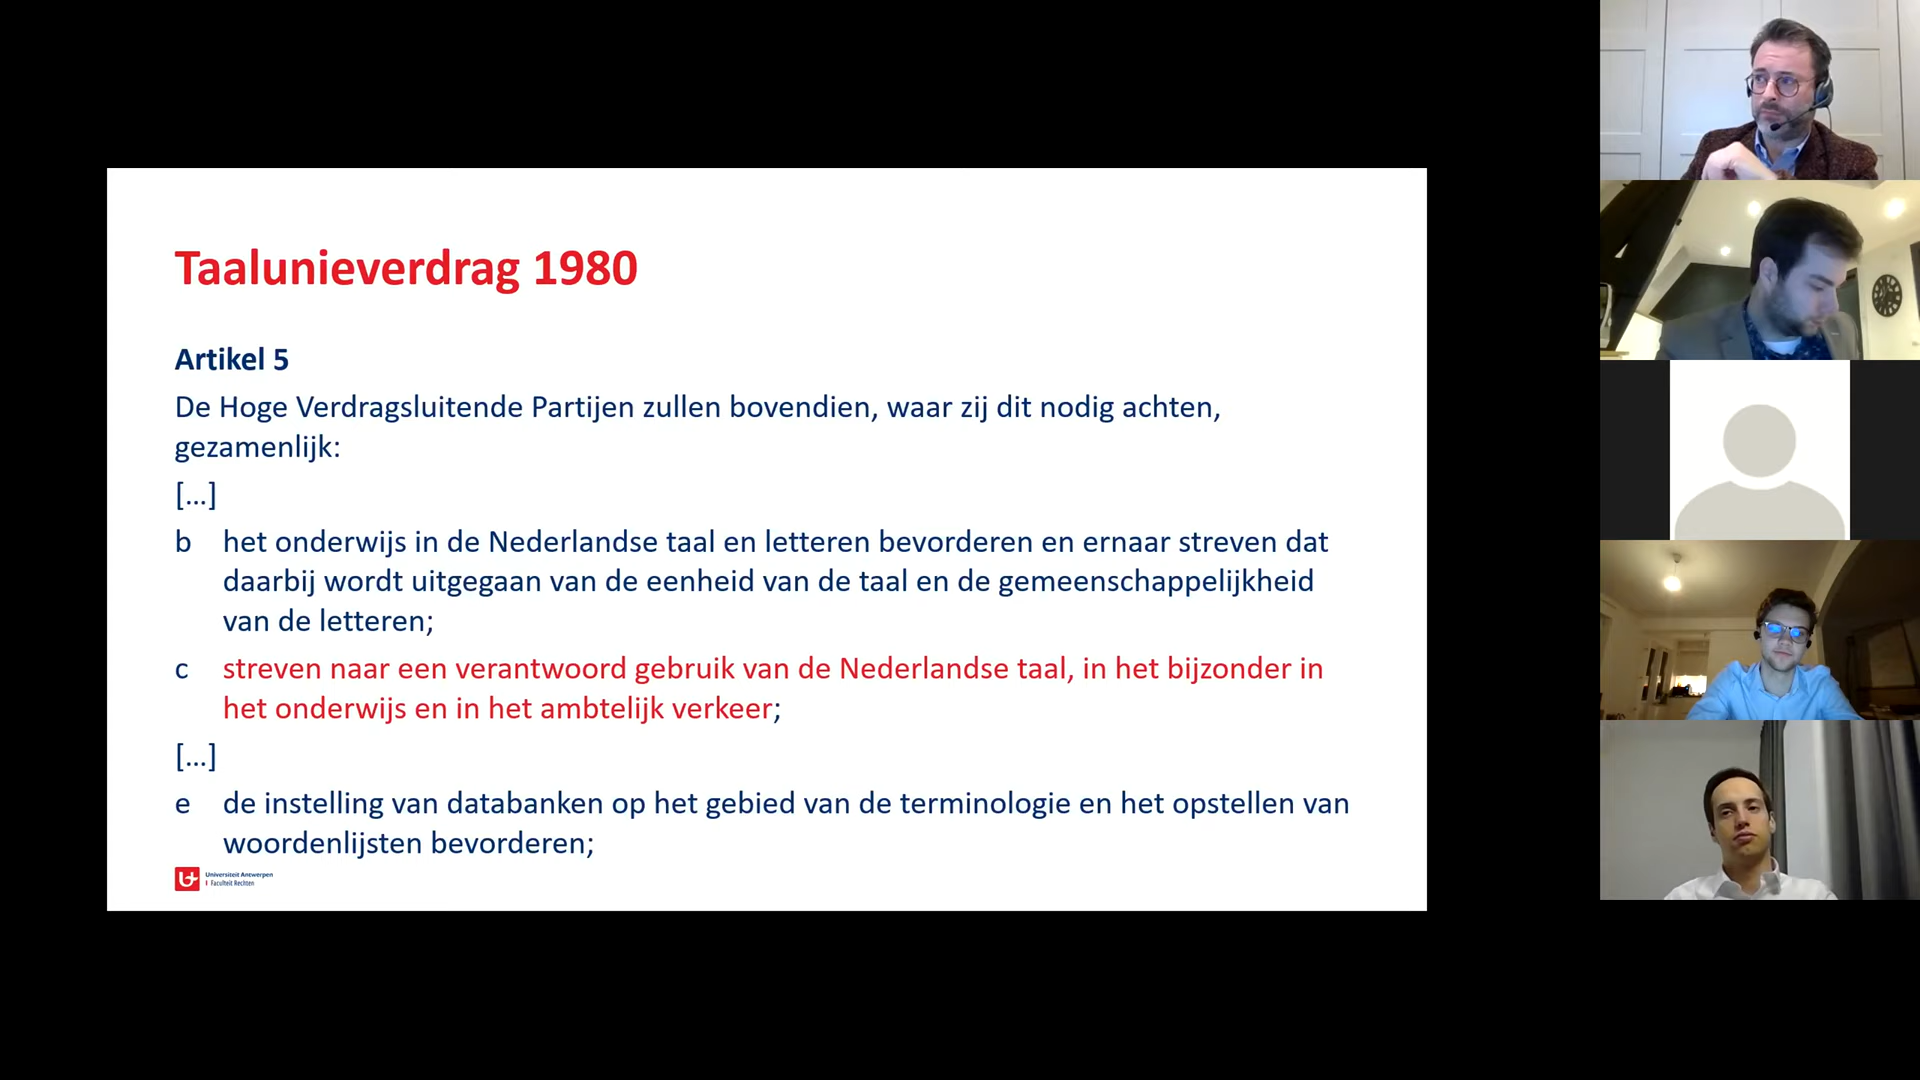 Taalunieverdrag 1980
Artikel 5
De Hoge Verdragsluitende Partijen zullen bovendien, waar zij dit nodig achten,
gezamenlijk:
[…]
b het onderwijs in de Nederlandse taal en letteren bevorderen en ernaar streven dat
daarbij wordt uitgegaan van de eenheid van de taal en de gemeenschappelijkheid
van de letteren;
c streven naar een verantwoord gebruik van de Nederlandse taal, in het bijzonder in
het onderwijs en in het ambtelijk verkeer;
[…]
e de instelling van databanken op het gebied van de terminologie en het opstellen van
woordenlijsten bevorderen;
Universiteit Antwerpen
| Faculteit Rechten